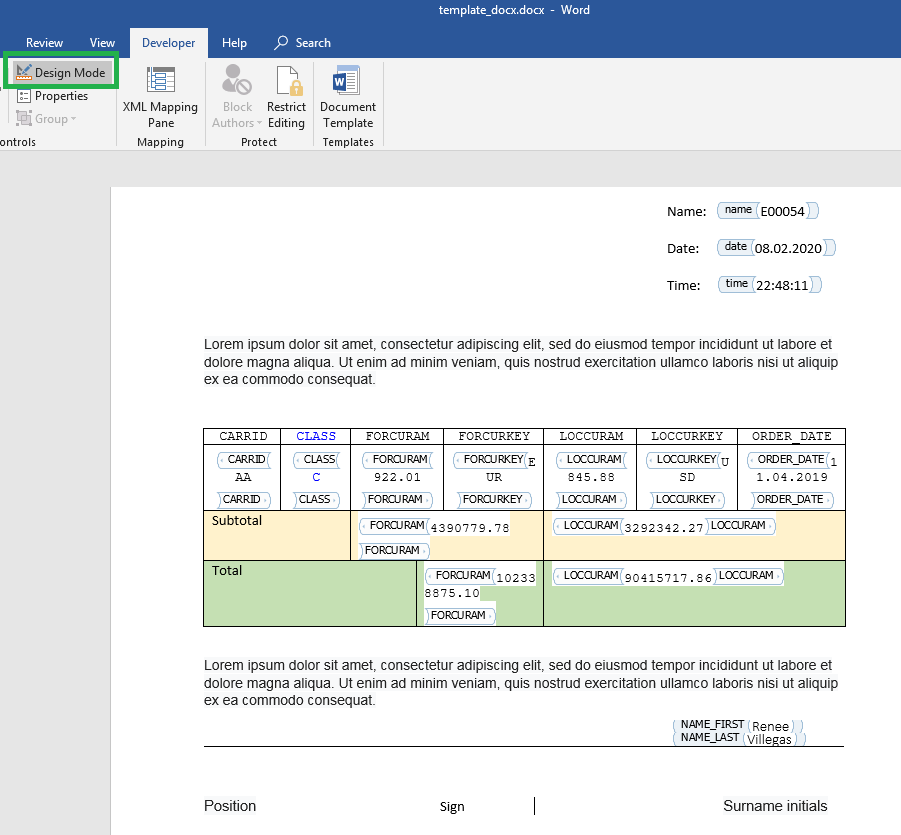 template_docx.docx - Word
Review View Developer Help Search
Design Mode
Properties
Group
XML Mapping Pane
Block Authors
Restrict Editing
Document Template
ontrols Mapping Protect Templates
Name: name E00054
Date: date 08.02.2020
Time: time 22:48:11
Lorem ipsum dolor sit amet, consectetur adipiscing elit, sed do eiusmod tempor incididunt ut labore et
dolore magna aliqua. Ut enim ad minim veniam, quis nostrud exercitation ullamco laboris nisi ut aliquip
ex ea commodo consequat.
CARRID CLASS FORCURAM FORCURKEY LOCCURAM LOCCURKEY ORDER_DATE
CARRID CLASS FORCURAM FORCURKEY E LOCCURAM LOCCURKEY U ORDER_DATE 1
AA C 922.01 UR 845.88 SD 1.04.2019
CARRID CLASS FORCURAM FORCURKEY LOCCURAM LOCCURKEY ORDER_DATE
Subtotal FORCURAM 4390779.78 LOCCURAM 3292342.27 LOCCURAM
FORCURAM
Total FORCURAM 10233 LOCCURAM 90415717.86 LOCCURAM
8875.10
FORCURAM
Lorem ipsum dolor sit amet, consectetur adipiscing elit, sed do eiusmod tempor incididunt ut labore et
dolore magna aliqua. Ut enim ad minim veniam, quis nostrud exercitation ullamco laboris nisi ut aliquip
ex ea commodo consequat.
NAME_FIRST Renee
NAME_LAST Villegas
Position Sign Surname initials